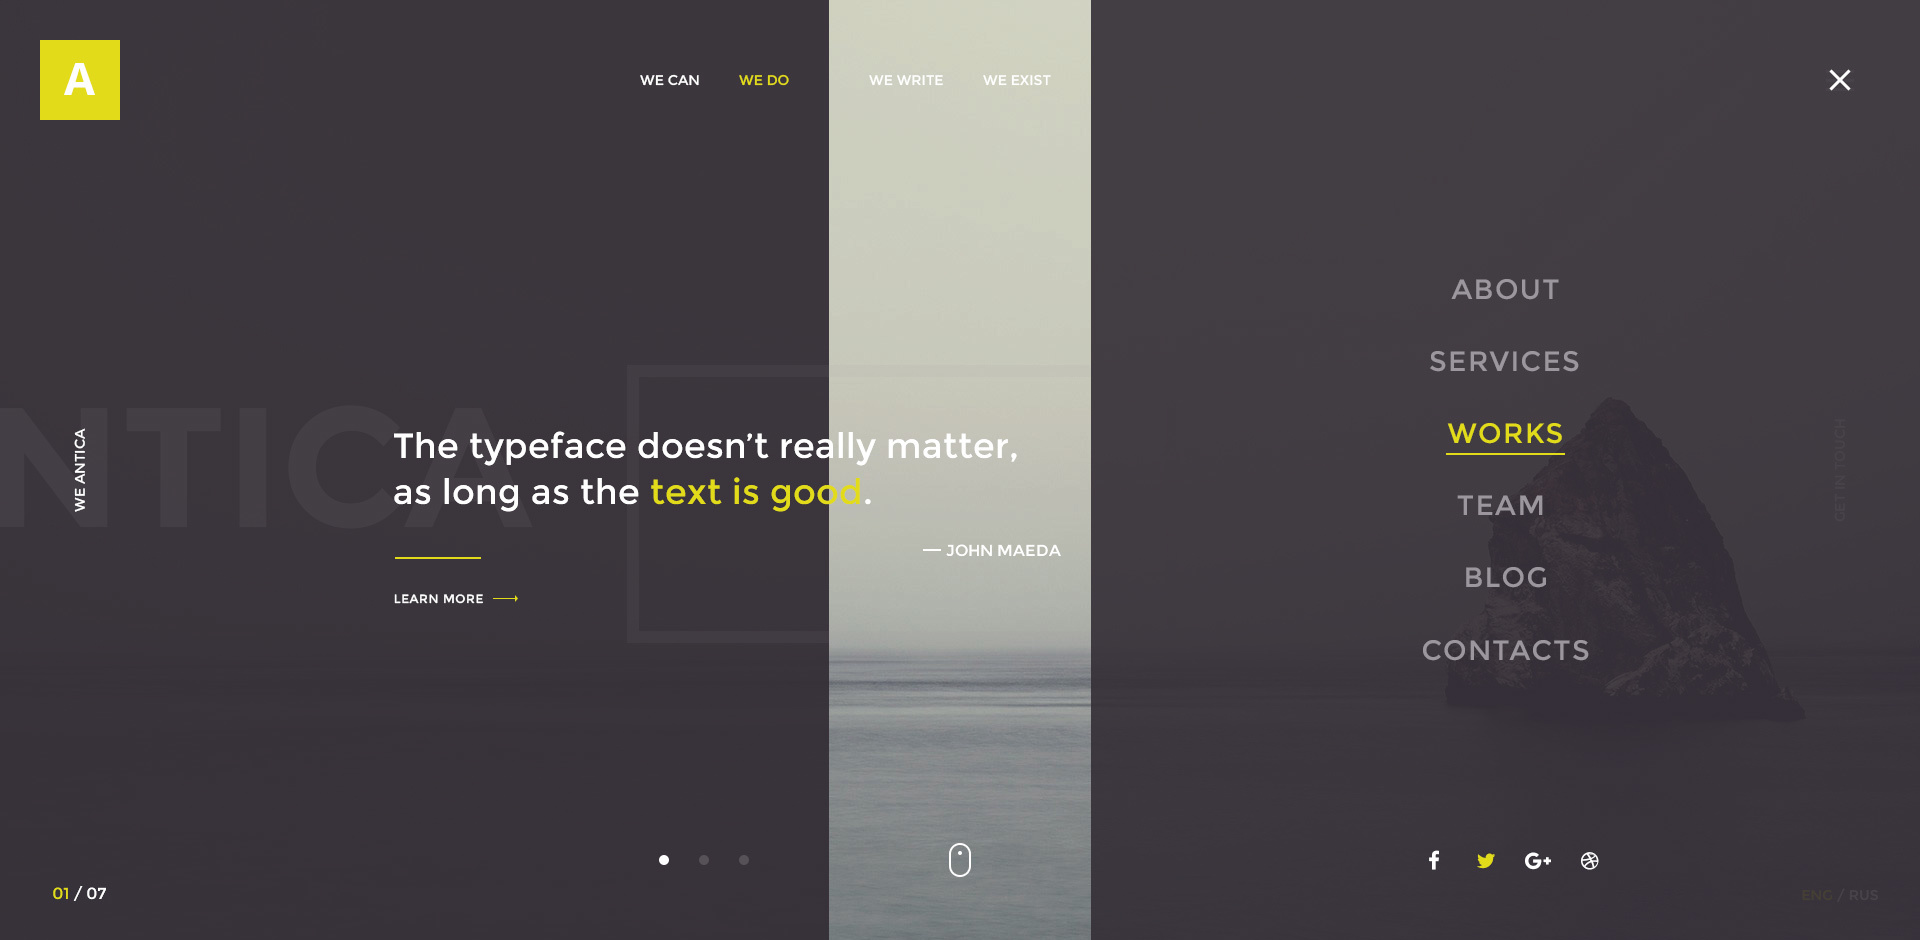 A
WE CAN
WE DO
WE WRITE
WE EXIST
ABOUT
SERVICES
WORKS
TEAM
BLOG
CONTACTS
NTICA
WE ANTICA
The typeface doesn’t really matter,
as long as the text is good.
— JOHN MAEDA
LEARN MORE
GET IN TOUCH
01 / 07
G+
ENG / RUS